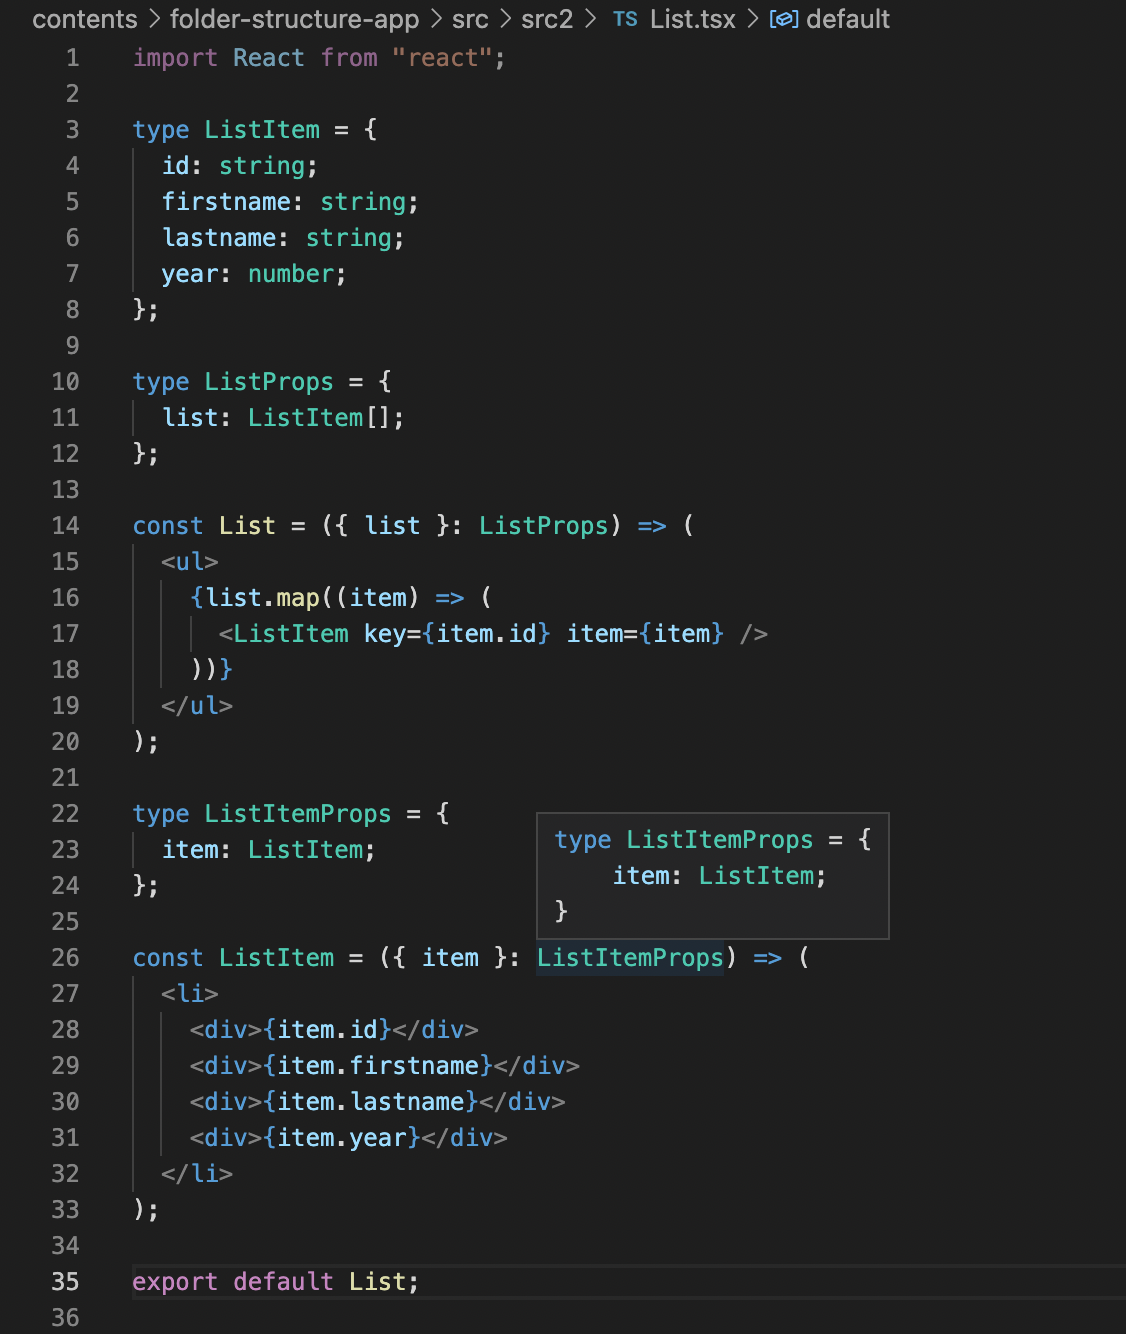 contents > folder-structure-app > src > src2 > TS List.tsx > default
1 import React from "react";
2
3 type ListItem = {
4   id: string;
5   firstname: string;
6   lastname: string;
7   year: number;
8 };
9
10 type ListProps = {
11   list: ListItem[];
12 };
13
14 const List = ({ list }: ListProps) => (
15   <ul>
16     {list.map((item) => (
17       <ListItem key={item.id} item={item} />
18     ))}
19   </ul>
20 );
21
22 type ListItemProps = {
23   item: ListItem;
24 };
25
type ListItemProps = {
    item: ListItem;
}
26 const ListItem = ({ item }: ListItemProps) => (
27   <li>
28     <div>{item.id}</div>
29     <div>{item.firstname}</div>
30     <div>{item.lastname}</div>
31     <div>{item.year}</div>
32   </li>
33 );
34
35 export default List;
36